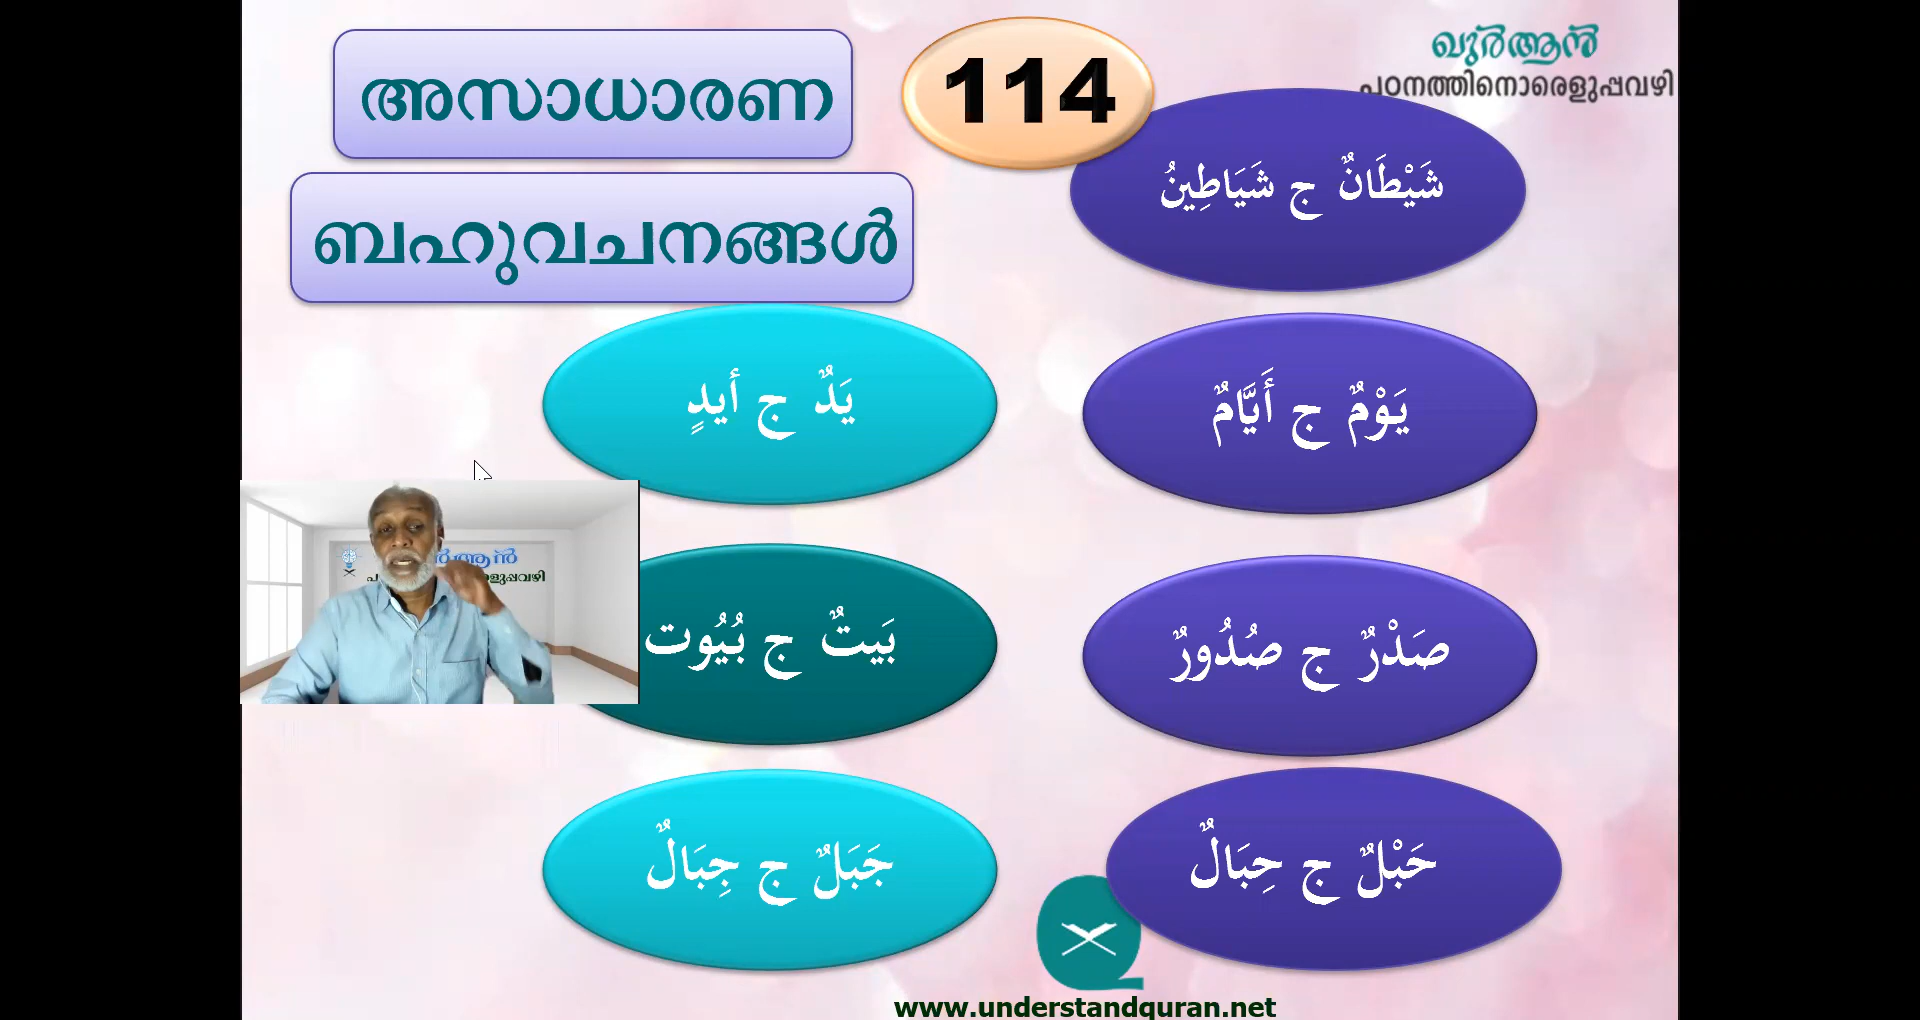 അസാധാരണ
ബഹുവചനങ്ങൾ
114
ഖുർആൻ
പഠനത്തിനൊരെളുപ്പവഴി
شَيْطَانٌ ج شَيَاطِينُ
يَدٌ ج أيدٍ
يَوْمٌ ج أَيَّامٌ
بَيتٌ ج بُيُوت
صَدْرٌ ج صُدُورٌ
جَبَلٌ ج جِبَالٌ
حَبْلٌ ج حِبَالٌ
www.understandquran.net